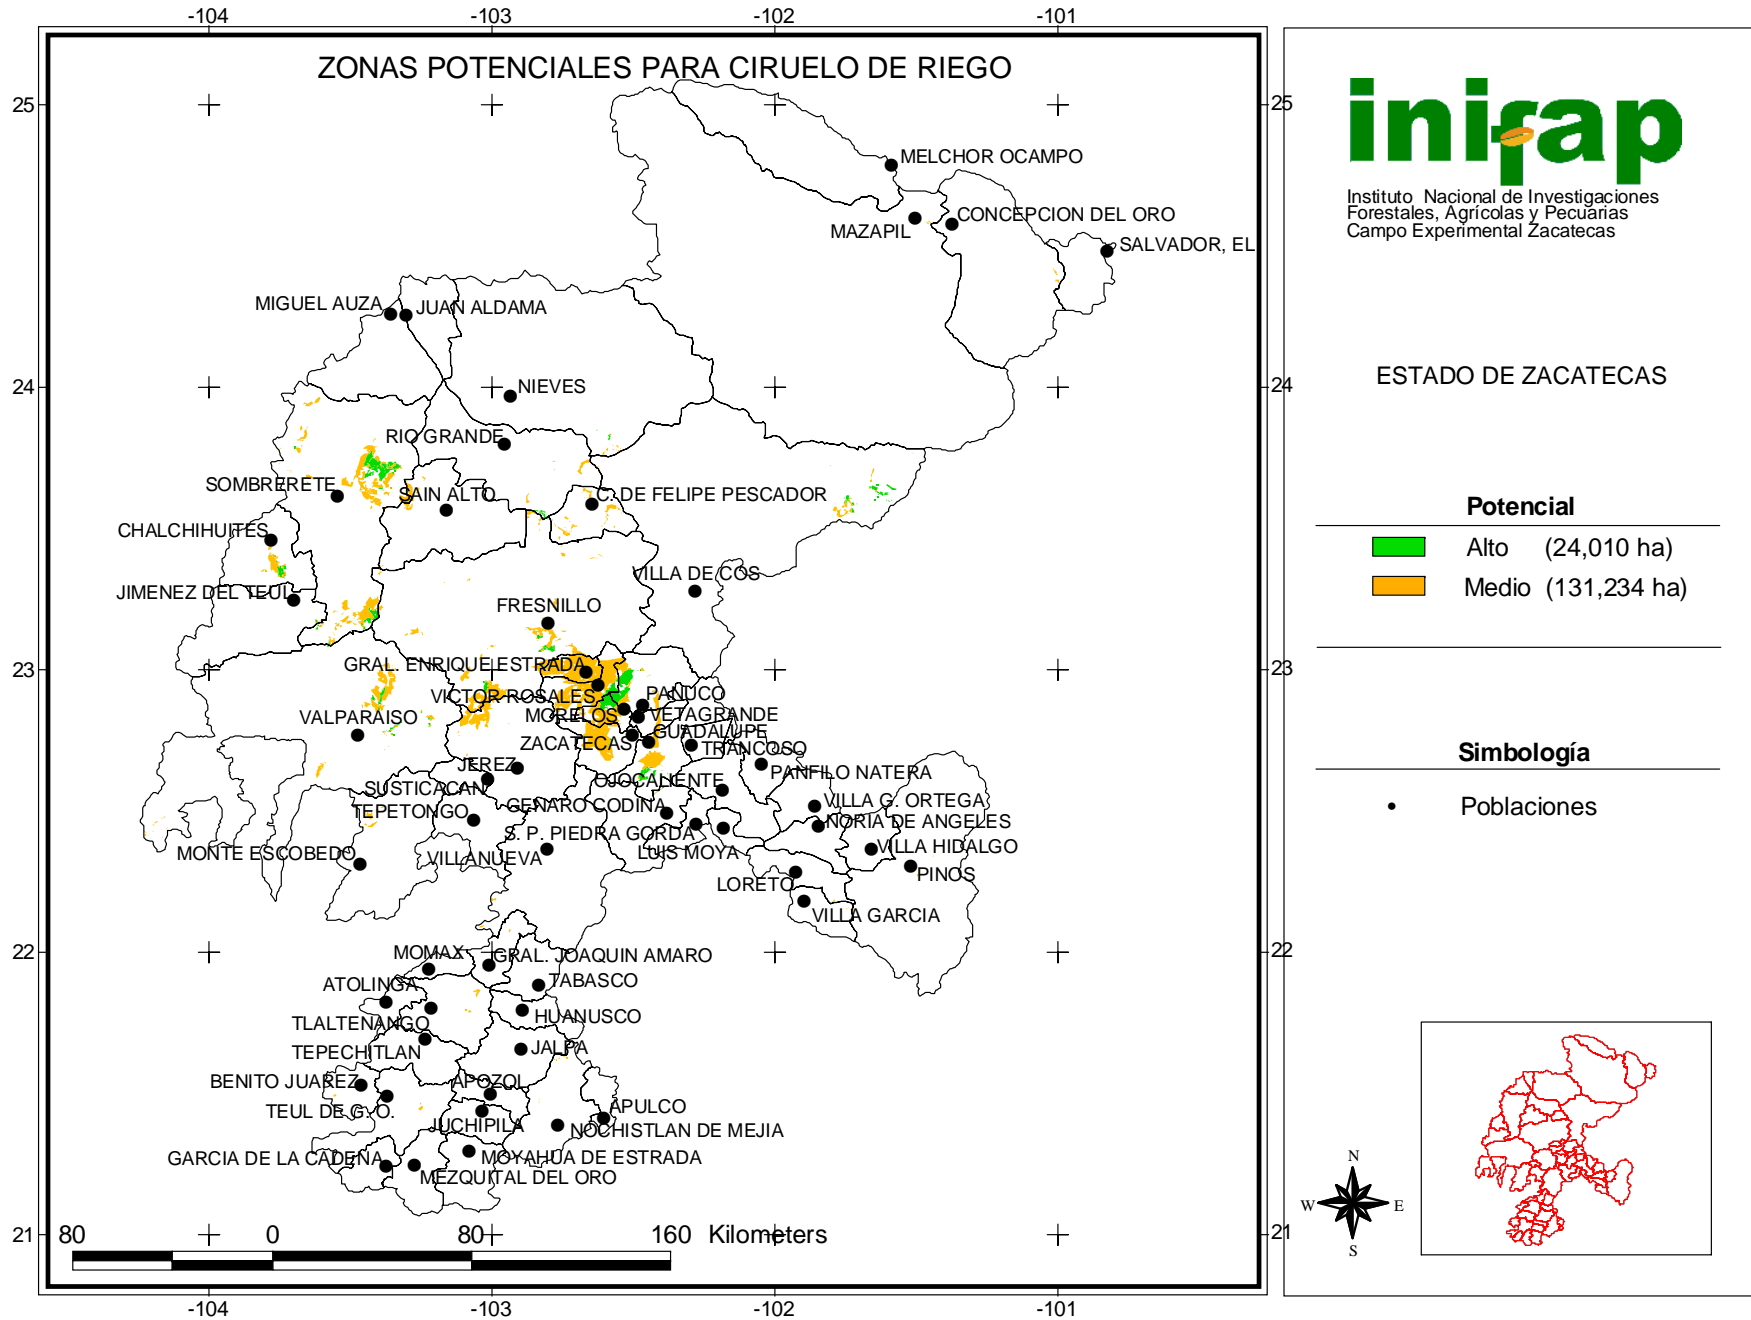 -104
-103
-102
-101
ZONAS POTENCIALES PARA CIRUELO DE RIEGO
25
25
MELCHOR OCAMPO
CONCEPCION DEL ORO
MAZAPIL
SALVADOR, EL
MIGUEL AUZA
JUAN ALDAMA
24
24
NIEVES
RIO GRANDE
SOMBRERETE
SAIN ALTO
C. DE FELIPE PESCADOR
CHALCHIHUITES
VILLA DE COS
JIMENEZ DEL TEUL
FRESNILLO
23
23
GRAL. ENRIQUE ESTRADA
VICTOR ROSALES
PANUCO
VALPARAISO
MORELOS
VETAGRANDE
GUADALUPE
ZACATECAS
TRANCOSO
JEREZ
PANFILO NATERA
SUSTICACAN
OJOCALIENTE
TEPETONGO
GENARO CODINA
VILLA G. ORTEGA
NORIA DE ANGELES
S. P. PIEDRA GORDA
MONTE ESCOBEDO
VILLANUEVA
LUIS MOYA
VILLA HIDALGO
PINOS
LORETO
VILLA GARCIA
22
22
MOMAX
GRAL. JOAQUIN AMARO
ATOLINGA
TABASCO
TLALTENANGO
HUANUSCO
TEPECHITLAN
JALPA
BENITO JUAREZ
APOZOL
TEUL DE G. O.
APULCO
JUCHIPILA
NOCHISTLAN DE MEJIA
GARCIA DE LA CADENA
MOYAHUA DE ESTRADA
MEZQUITAL DEL ORO
21
21
80 0 80 160 Kilometers
-104
-103
-102
-101
inifap
Instituto Nacional de Investigaciones
Forestales, Agrícolas y Pecuarias
Campo Experimental Zacatecas
ESTADO DE ZACATECAS
Potencial
Alto (24,010 ha)
Medio (131,234 ha)
Simbología
Poblaciones
N
W
E
S